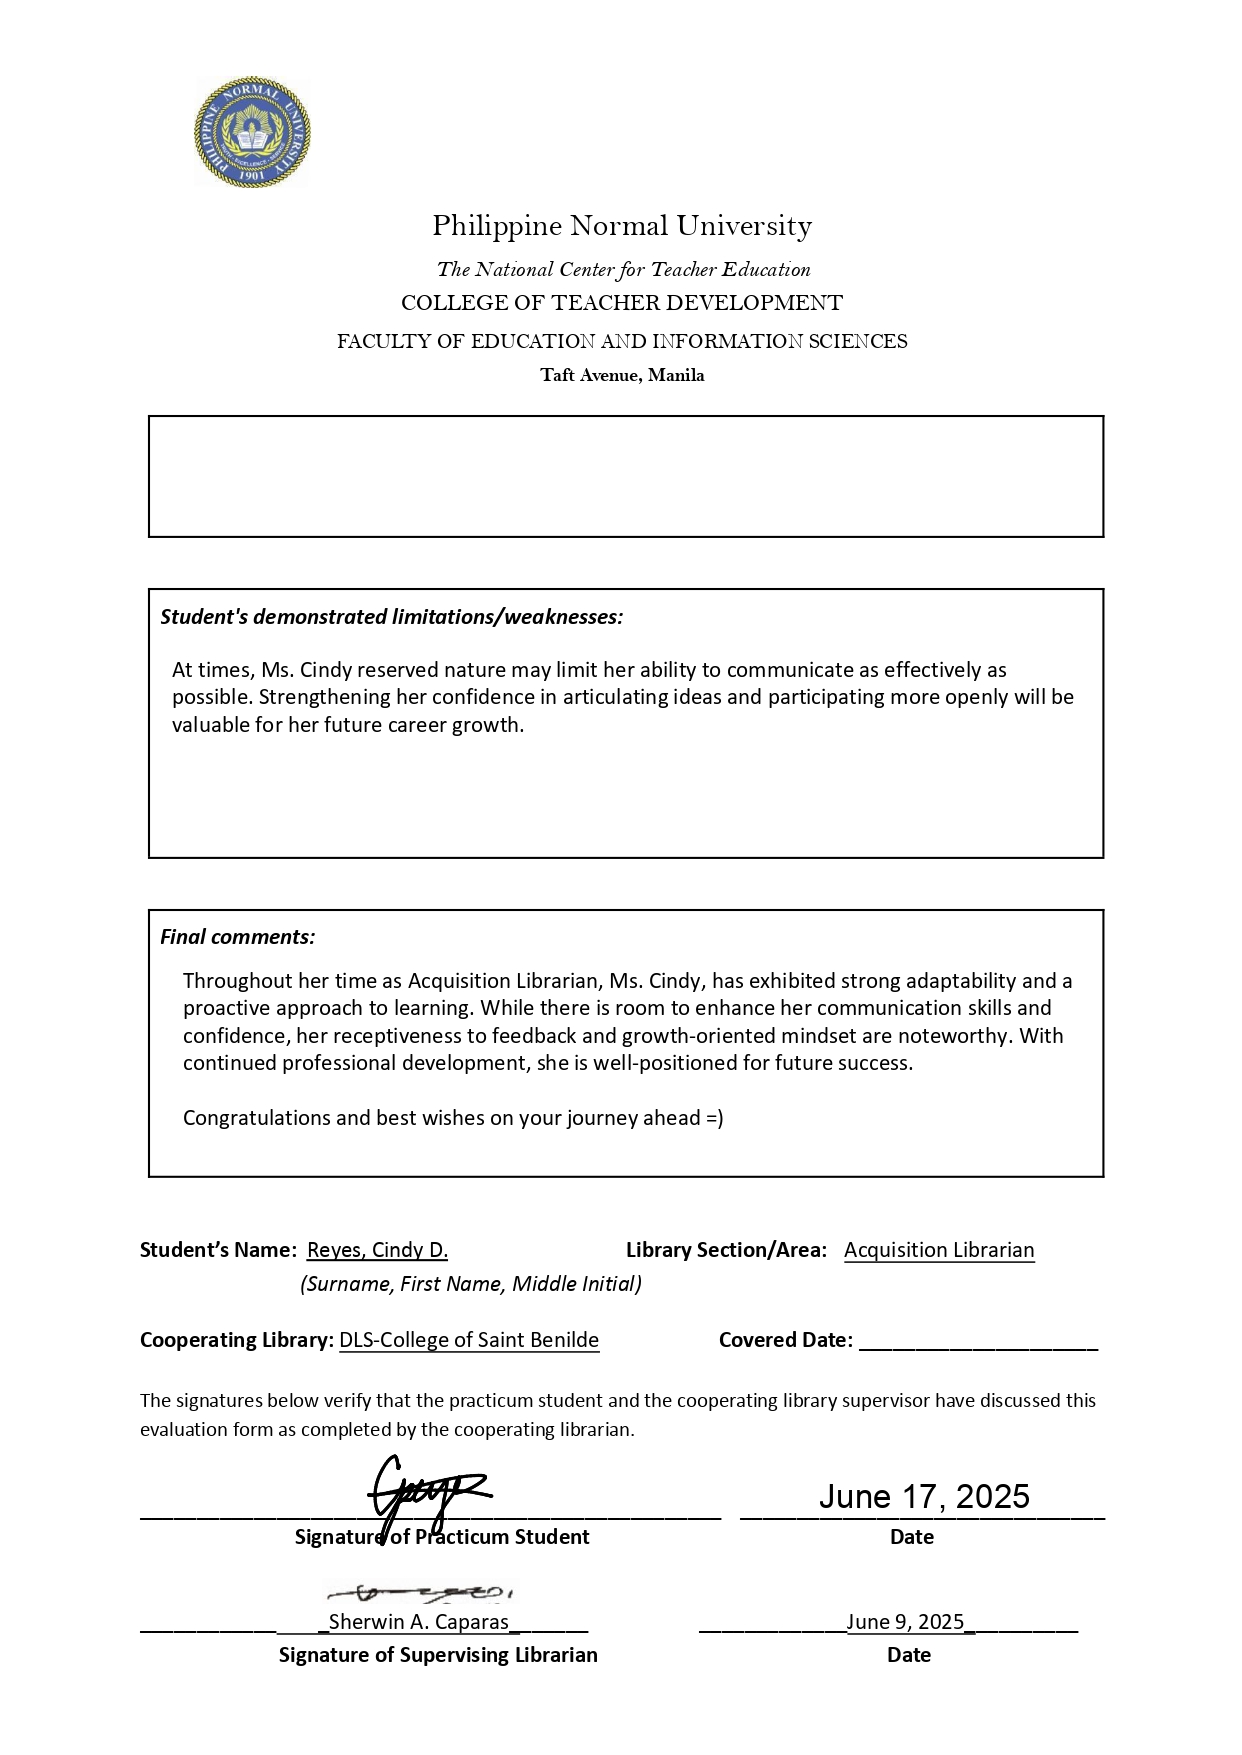 PHILIPPINE NORMAL UNIVERSITY
1901
Philippine Normal University
The National Center for Teacher Education
COLLEGE OF TEACHER DEVELOPMENT
FACULTY OF EDUCATION AND INFORMATION SCIENCES
Taft Avenue, Manila
Student's demonstrated limitations/weaknesses:
At times, Ms. Cindy reserved nature may limit her ability to communicate as effectively as
possible. Strengthening her confidence in articulating ideas and participating more openly will be
valuable for her future career growth.
Final comments:
Throughout her time as Acquisition Librarian, Ms. Cindy, has exhibited strong adaptability and a
proactive approach to learning. While there is room to enhance her communication skills and
confidence, her receptiveness to feedback and growth-oriented mindset are noteworthy. With
continued professional development, she is well-positioned for future success.
Congratulations and best wishes on your journey ahead =)
Student’s Name: Reyes, Cindy D. Library Section/Area: Acquisition Librarian
(Surname, First Name, Middle Initial)
Cooperating Library: DLS-College of Saint Benilde Covered Date: ____________________
The signatures below verify that the practicum student and the cooperating library supervisor have discussed this
evaluation form as completed by the cooperating librarian.
June 17, 2025
Signature of Practicum Student Date
Sherwin A. Caparas June 9, 2025
Signature of Supervising Librarian Date